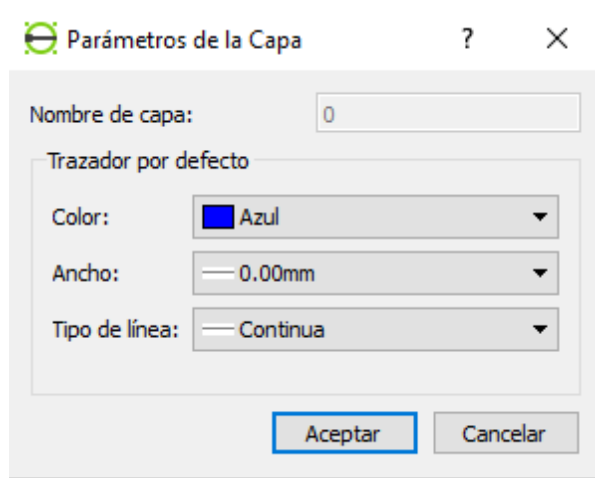 Parámetros de la Capa ?
Nombre de capa: 0
Trazador por defecto
Color: Azul
Ancho: 0.00mm
Tipo de línea: Continua
Aceptar Cancelar